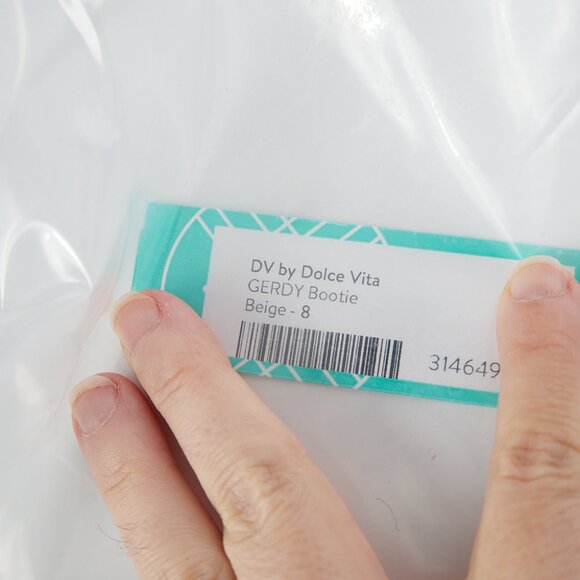 DV by Dolce Vita
GERDY Bootie
Beige - 8
314649